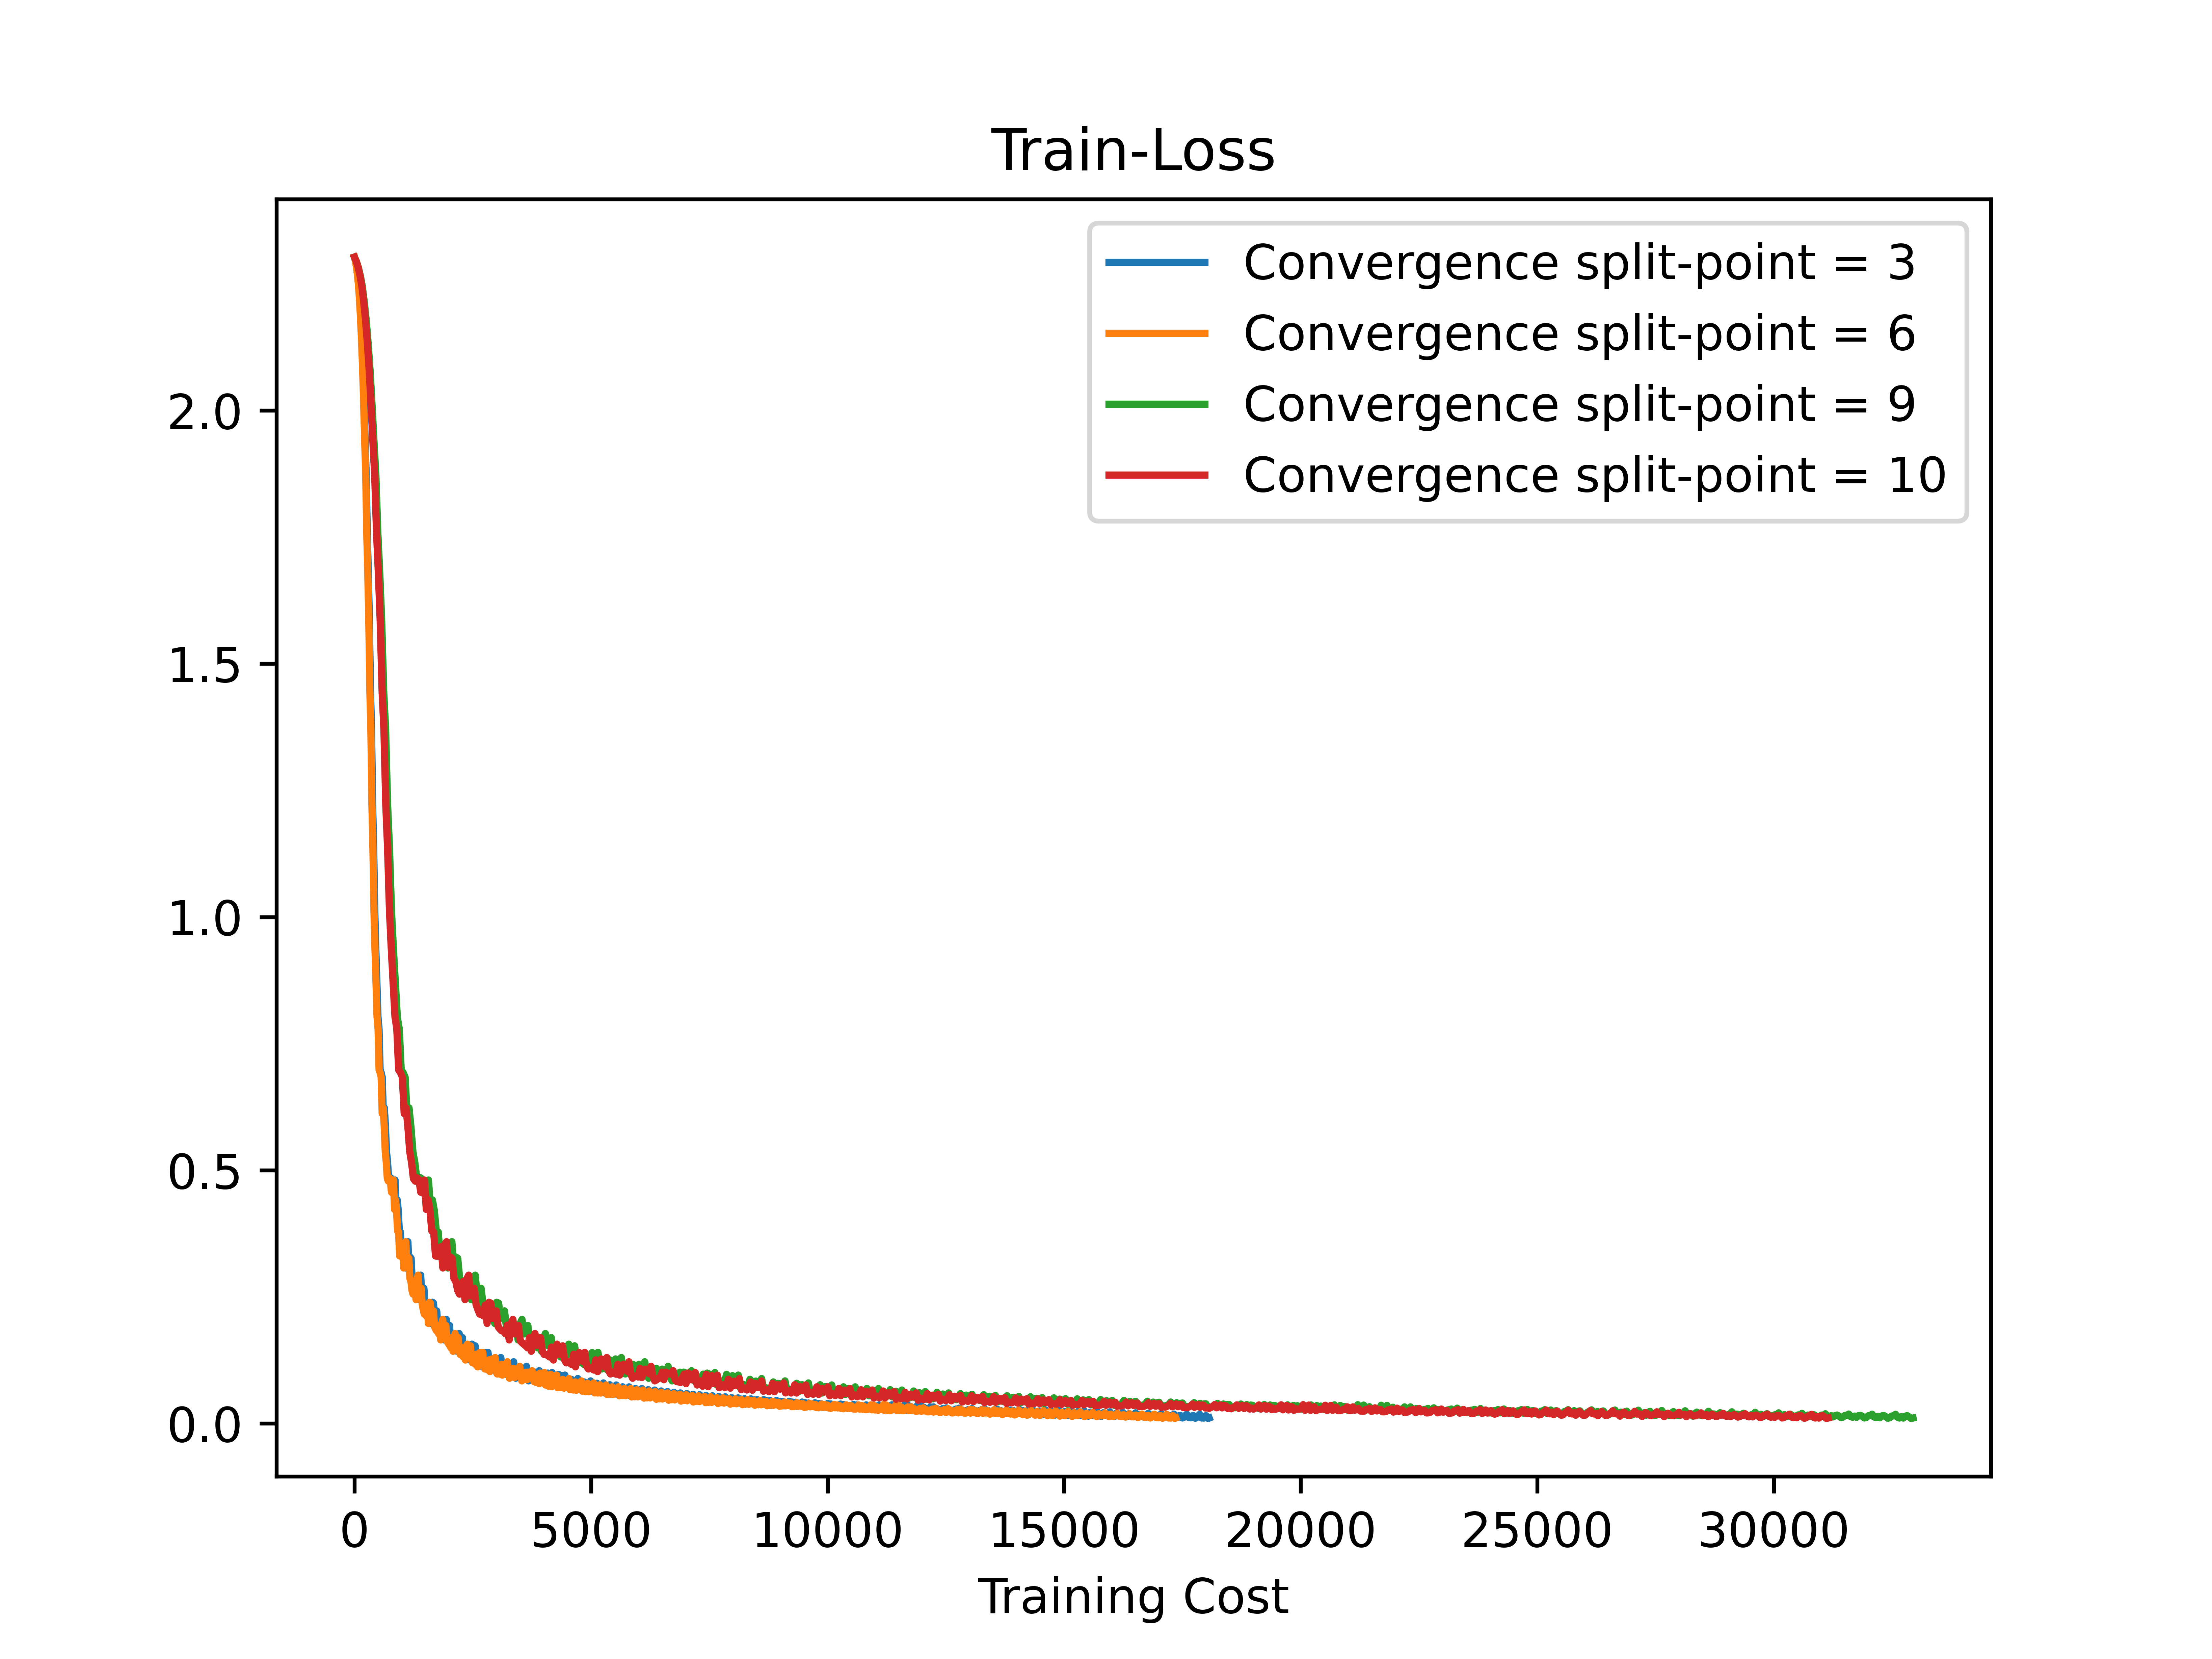 Train-Loss
Convergence split-point = 3
Convergence split-point = 6
Convergence split-point = 9
Convergence split-point = 10
2.0
1.5
1.0
0.5
0.0
0 5000 10000 15000 20000 25000 30000
Training Cost